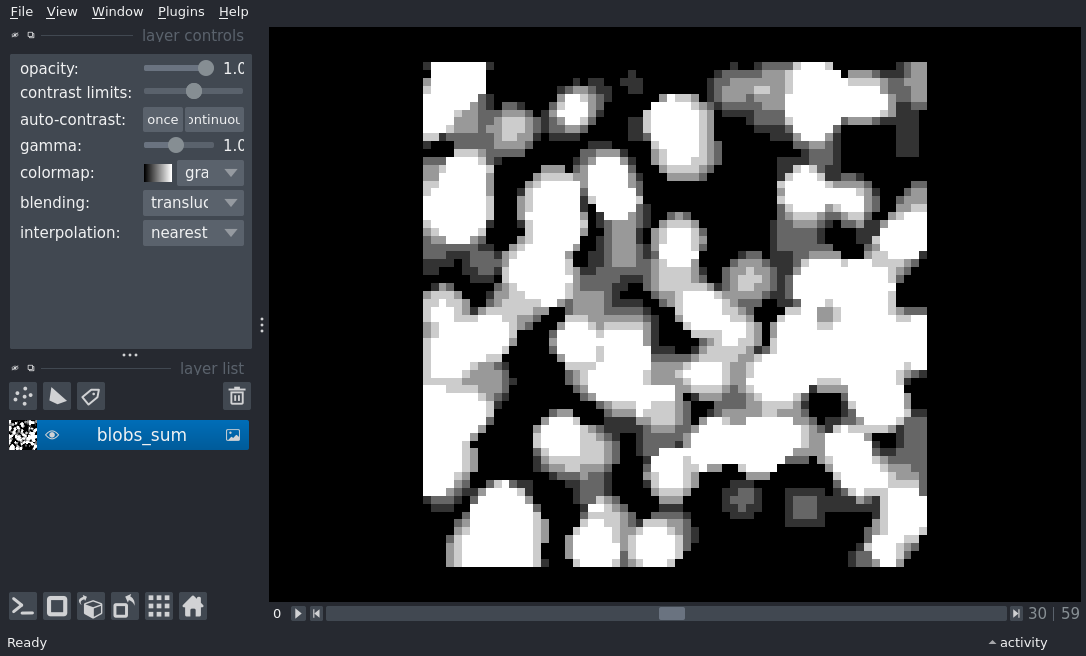 File View Window Plugins Help
layer controls
opacity: 1.0
contrast limits:
auto-contrast: once ontinuou
gamma: 1.0
colormap: gra
blending: transluc
interpolation: nearest
layer list
blobs_sum
0 30 | 59
Ready activity